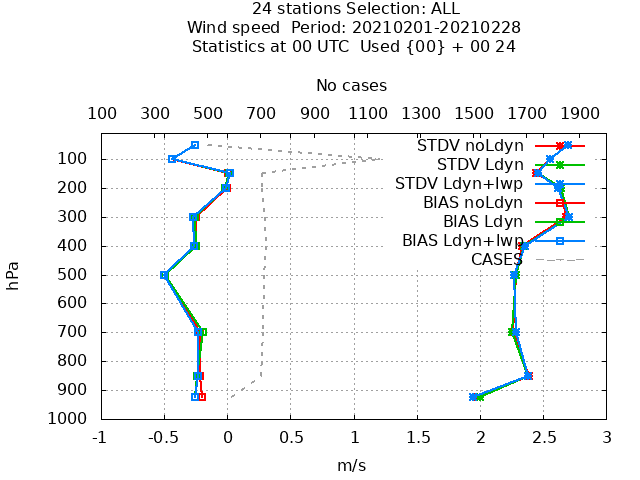 24 stations Selection: ALL
Wind speed  Period: 20210201-20210228
Statistics at 00 UTC  Used {00} + 00 24
No cases
100 300 500 700 900 1100 1300 1500 1700 1900
STDV noLdyn
STDV Ldyn
STDV Ldyn+lwp
BIAS noLdyn
BIAS Ldyn
BIAS Ldyn+lwp
CASES
hPa
100
200
300
400
500
600
700
800
900
1000
-1 -0.5 0 0.5 1 1.5 2 2.5 3
m/s